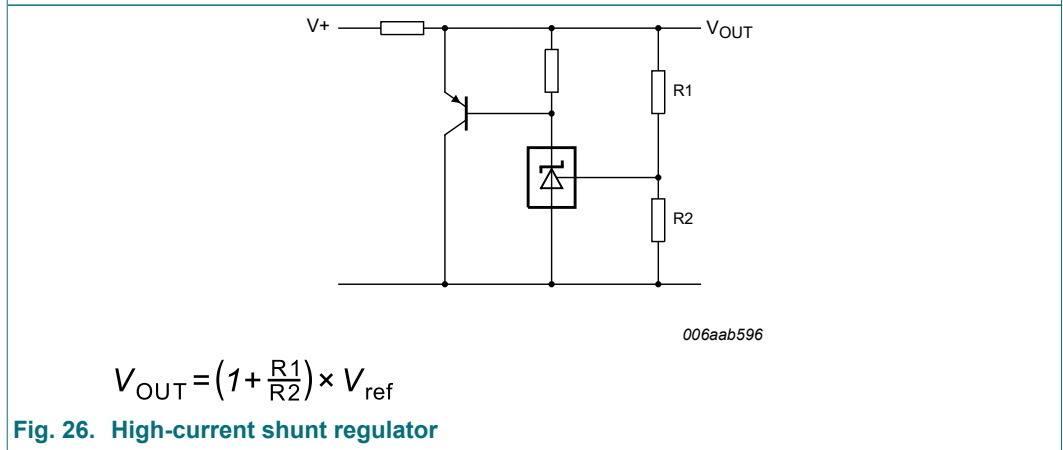 V+
VOUT
R1
R2
006aab596
VOUT = (1 + R1/R2) × Vref
Fig. 26. High-current shunt regulator